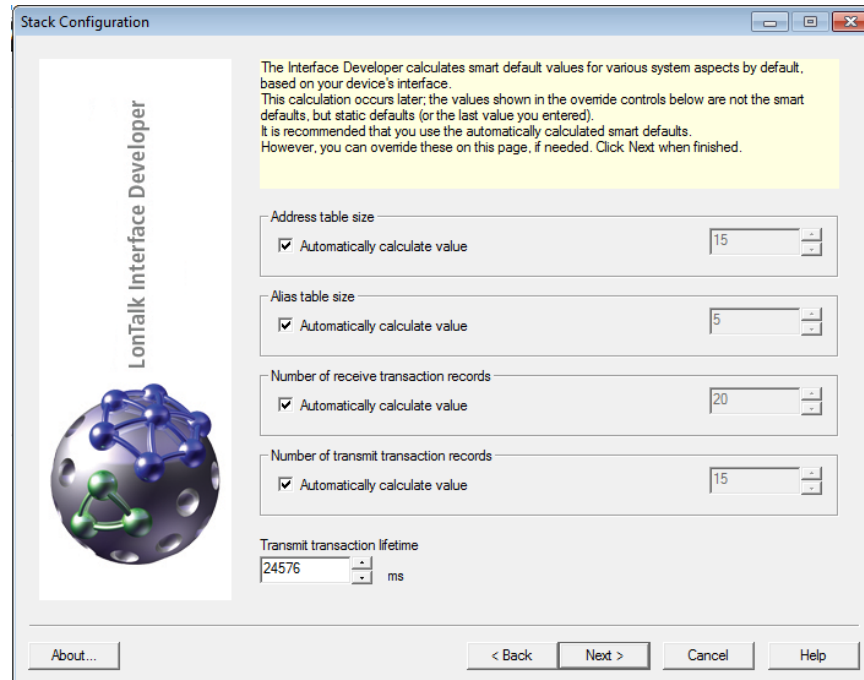 Stack Configuration
LonTalk Interface Developer
The Interface Developer calculates smart default values for various system aspects by default,
based on your device's interface.
This calculation occurs later; the values shown in the override controls below are not the smart
defaults, but static defaults (or the last value you entered).
It is recommended that you use the automatically calculated smart defaults.
However, you can override these on this page, if needed. Click Next when finished.
Address table size
Automatically calculate value
15
Alias table size
Automatically calculate value
5
Number of receive transaction records
Automatically calculate value
20
Number of transmit transaction records
Automatically calculate value
15
Transmit transaction lifetime
24576
ms
About...
< Back
Next >
Cancel
Help